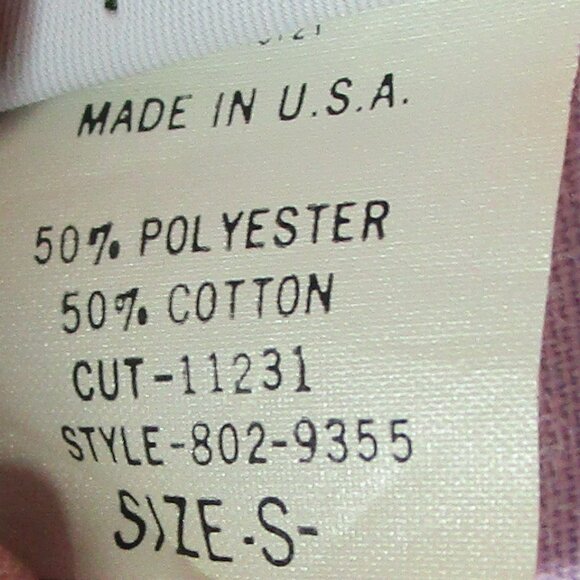 MADE IN U.S.A.
50% POLYESTER
50% COTTON
CUT-11231
STYLE-802-9355
SIZE-S-